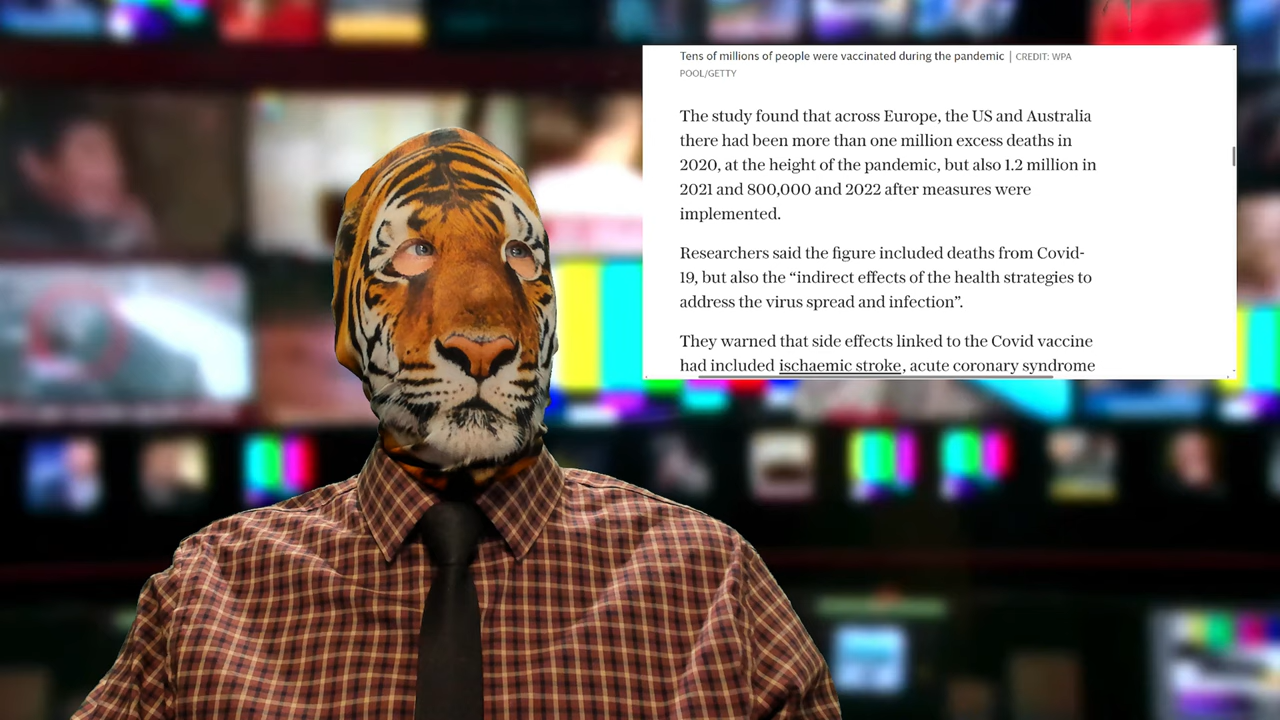 Tens of millions of people were vaccinated during the pandemic | CREDIT: WPA
POOL/GETTY
The study found that across Europe, the US and Australia
there had been more than one million excess deaths in
2020, at the height of the pandemic, but also 1.2 million in
2021 and 800,000 and 2022 after measures were
implemented.
Researchers said the figure included deaths from Covid-
19, but also the “indirect effects of the health strategies to
address the virus spread and infection”.
They warned that side effects linked to the Covid vaccine
had included ischaemic stroke, acute coronary syndrome